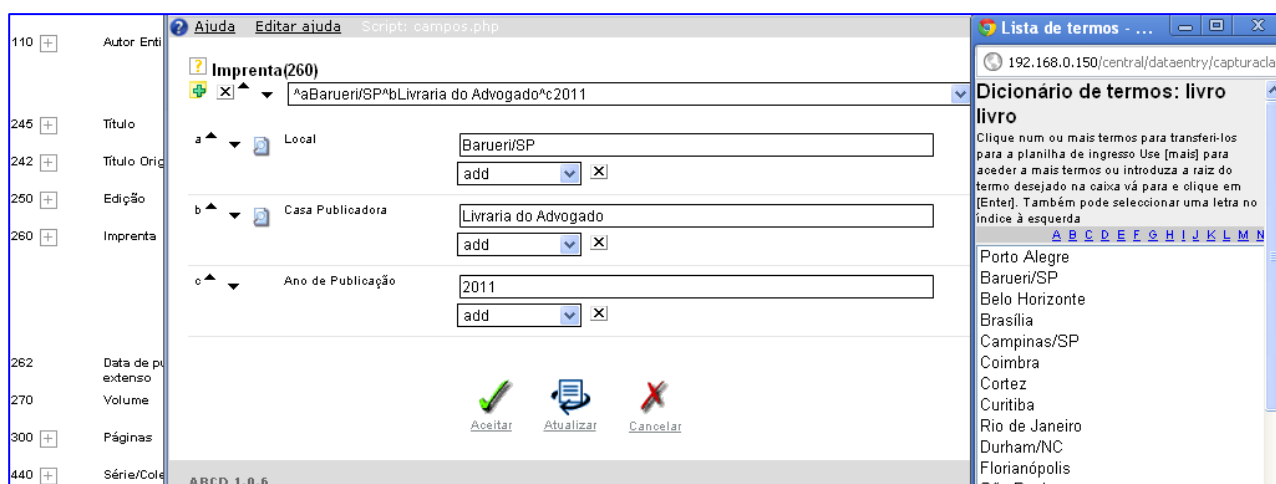 110
Autor Enti
245
Título
242
Título Orig
250
Edição
260
Imprenta
262
Data de pu
extenso
270
Volume
300
Páginas
440
Série/Cole
? Ajuda Editar ajuda Script: campos.php
? Imprenta(260)
^aBarueri/SP^bLivraria do Advogado^c2011
a Local Barueri/SP
add
b Casa Publicadora Livraria do Advogado
add
c Ano de Publicação 2011
add
Aceitar Atualizar Cancelar
ABCD 1.0.6
Lista de termos - ...
192.168.0.150/central/dataentry/capturacla
Dicionário de termos: livro
livro
Clique num ou mais termos para transferi-los
para a planilha de ingresso Use [mais] para
aceder a mais termos ou introduza a raiz do
termo desejado na caixa vá para e clique em
[Enter]. Também pode seleccionar uma letra no
índice à esquerda
A B C D E F G H I J K L M N
Porto Alegre
Barueri/SP
Belo Horizonte
Brasília
Campinas/SP
Coimbra
Cortez
Curitiba
Rio de Janeiro
Durham/NC
Florianópolis